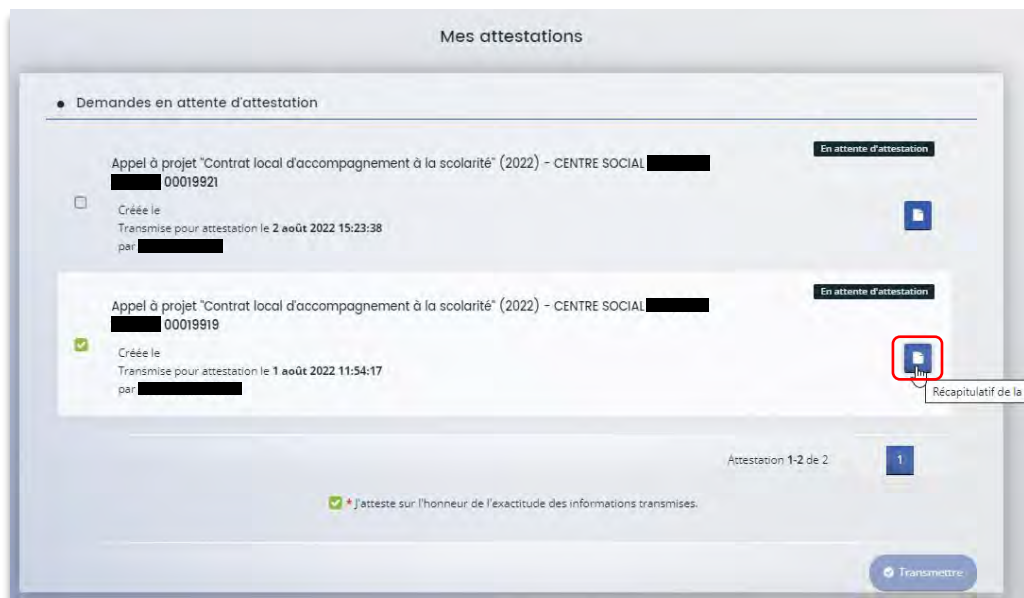 Mes attestations
Demandes en attente d'attestation
En attente d'attestation
Appel à projet "Contrat local d'accompagnement à la scolarité" (2022) - CENTRE SOCIAL
00019921
Créée le
Transmise pour attestation le 2 août 2022 15:23:38
par
En attente d'attestation
Appel à projet "Contrat local d'accompagnement à la scolarité" (2022) - CENTRE SOCIAL
00019919
Créée le
Transmise pour attestation le 1 août 2022 11:54:17
par
Récapitulatif de la
Attestation 1-2 de 2 1
* J'atteste sur l'honneur de l'exactitude des informations transmises.
Transmettre